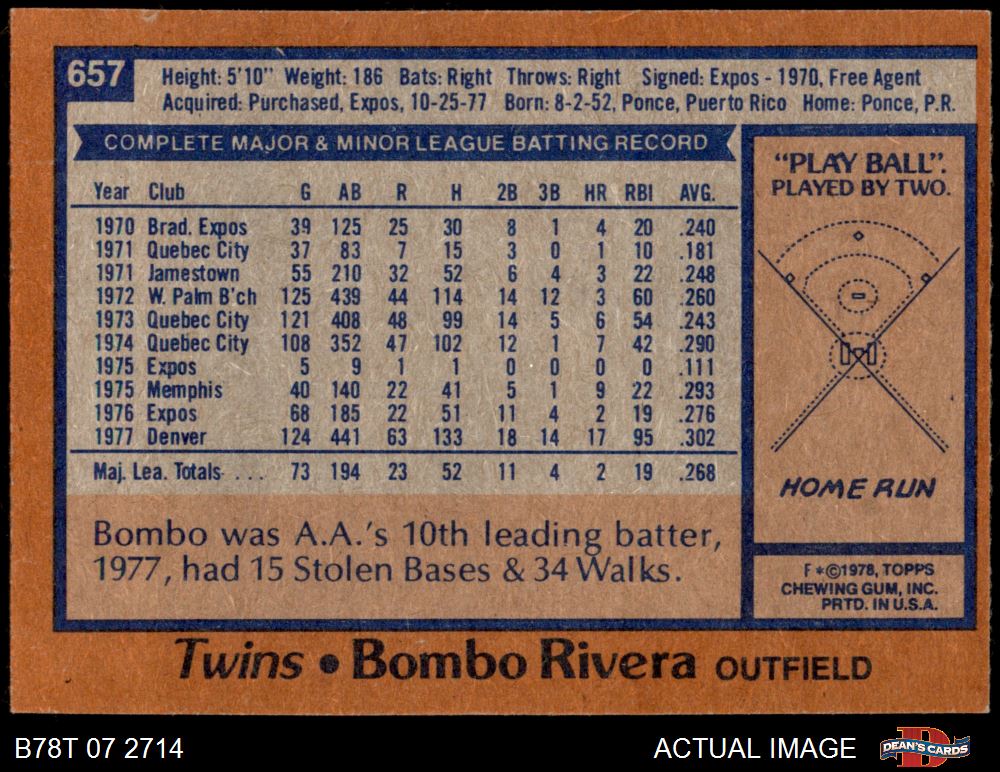 657
Height: 5'10" Weight: 186 Bats: Right Throws: Right Signed: Expos - 1970, Free Agent
Acquired: Purchased, Expos, 10-25-77 Born: 8-2-52, Ponce, Puerto Rico Home: Ponce, P.R.
COMPLETE MAJOR & MINOR LEAGUE BATTING RECORD
Year Club G AB R H 2B 3B HR RBI AVG.
1970 Brad. Expos 39 125 25 30 8 1 4 20 .240
1971 Quebec City 37 83 7 15 3 0 1 10 .181
1971 Jamestown 55 210 32 52 6 4 3 22 .248
1972 W. Palm B'ch 125 439 44 114 14 12 3 60 .260
1973 Quebec City 121 408 48 99 14 5 6 54 .243
1974 Quebec City 108 352 47 102 12 1 7 42 .290
1975 Expos 5 9 1 1 0 0 0 0 .111
1975 Memphis 40 140 22 41 5 1 9 22 .293
1976 Expos 68 185 22 51 11 4 2 19 .276
1977 Denver 124 441 63 133 18 14 17 95 .302
Maj. Lea. Totals . . . 73 194 23 52 11 4 2 19 .268
Bombo was A.A.'s 10th leading batter,
1977, had 15 Stolen Bases & 34 Walks.
"PLAY BALL".
PLAYED BY TWO.
HOME RUN
F *©1978, TOPPS
CHEWING GUM, INC.
PRTD. IN U.S.A.
Twins • Bombo Rivera OUTFIELD
B78T 07 2714
ACTUAL IMAGE
D
DEAN'S CARDS